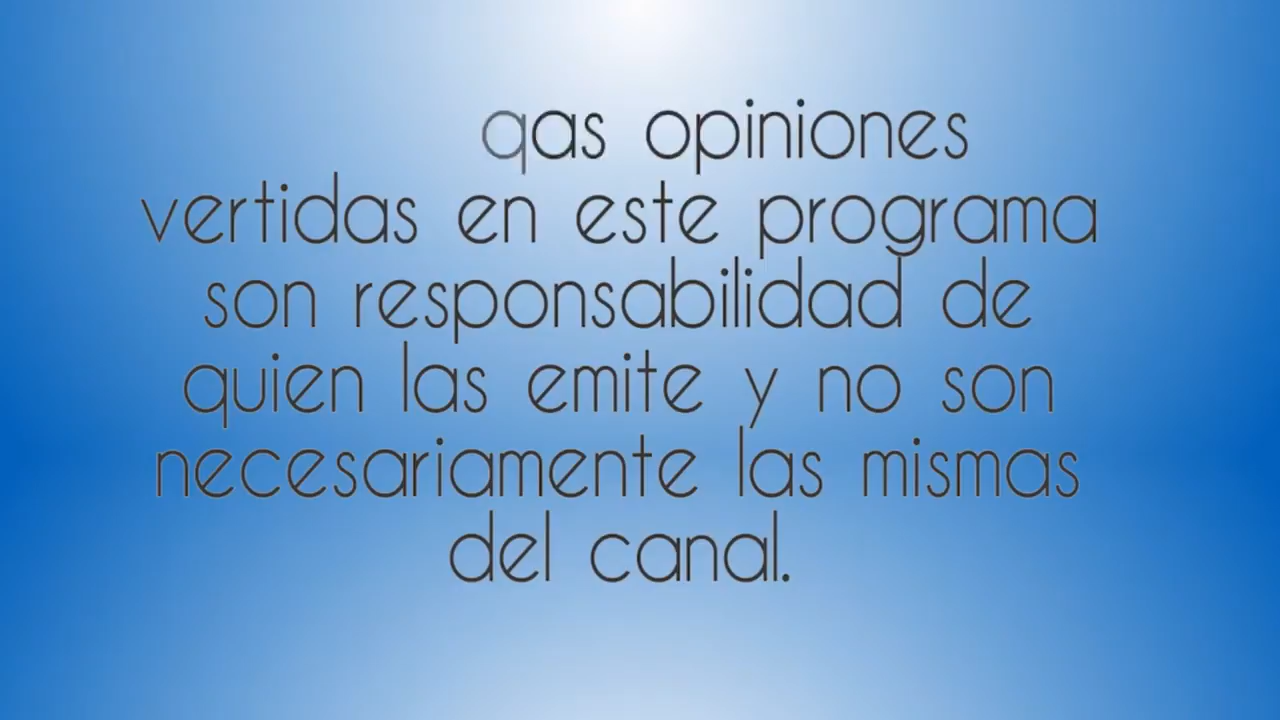 qas opiniones
vertidas en este programa
son responsabilidad de
quien las emite y no son
necesariamente las mismas
del canal.